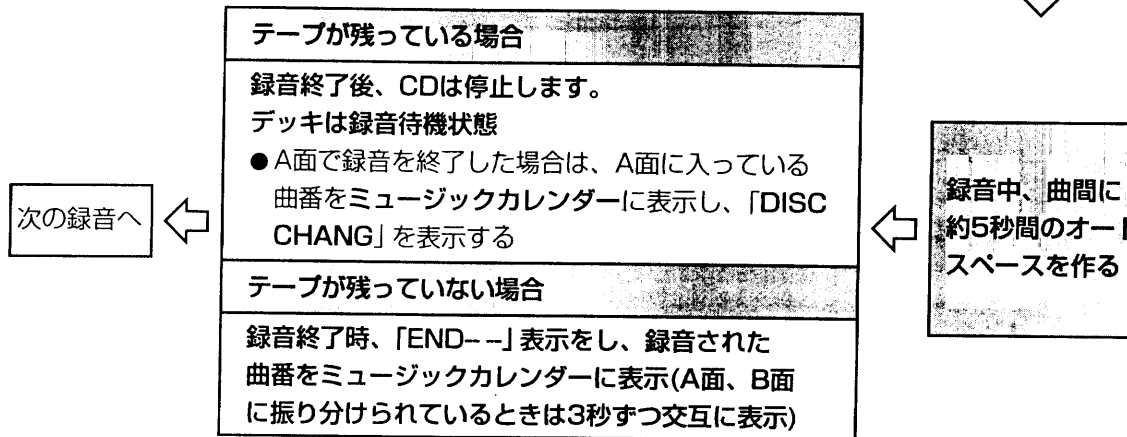 テープが残っている場合
録音終了後、CDは停止します。
デッキは録音待機状態
●A面で録音を終了した場合は、A面に入っている
曲番をミュージックカレンダーに表示し、「DISC
CHANG」を表示する
テープが残っていない場合
録音終了時、「END--」表示をし、録音された
曲番をミュージックカレンダーに表示(A面、B面
に振り分けられているときは3秒ずつ交互に表示)
次の録音へ
録音中、曲間に
約5秒間のオート
スペースを作る